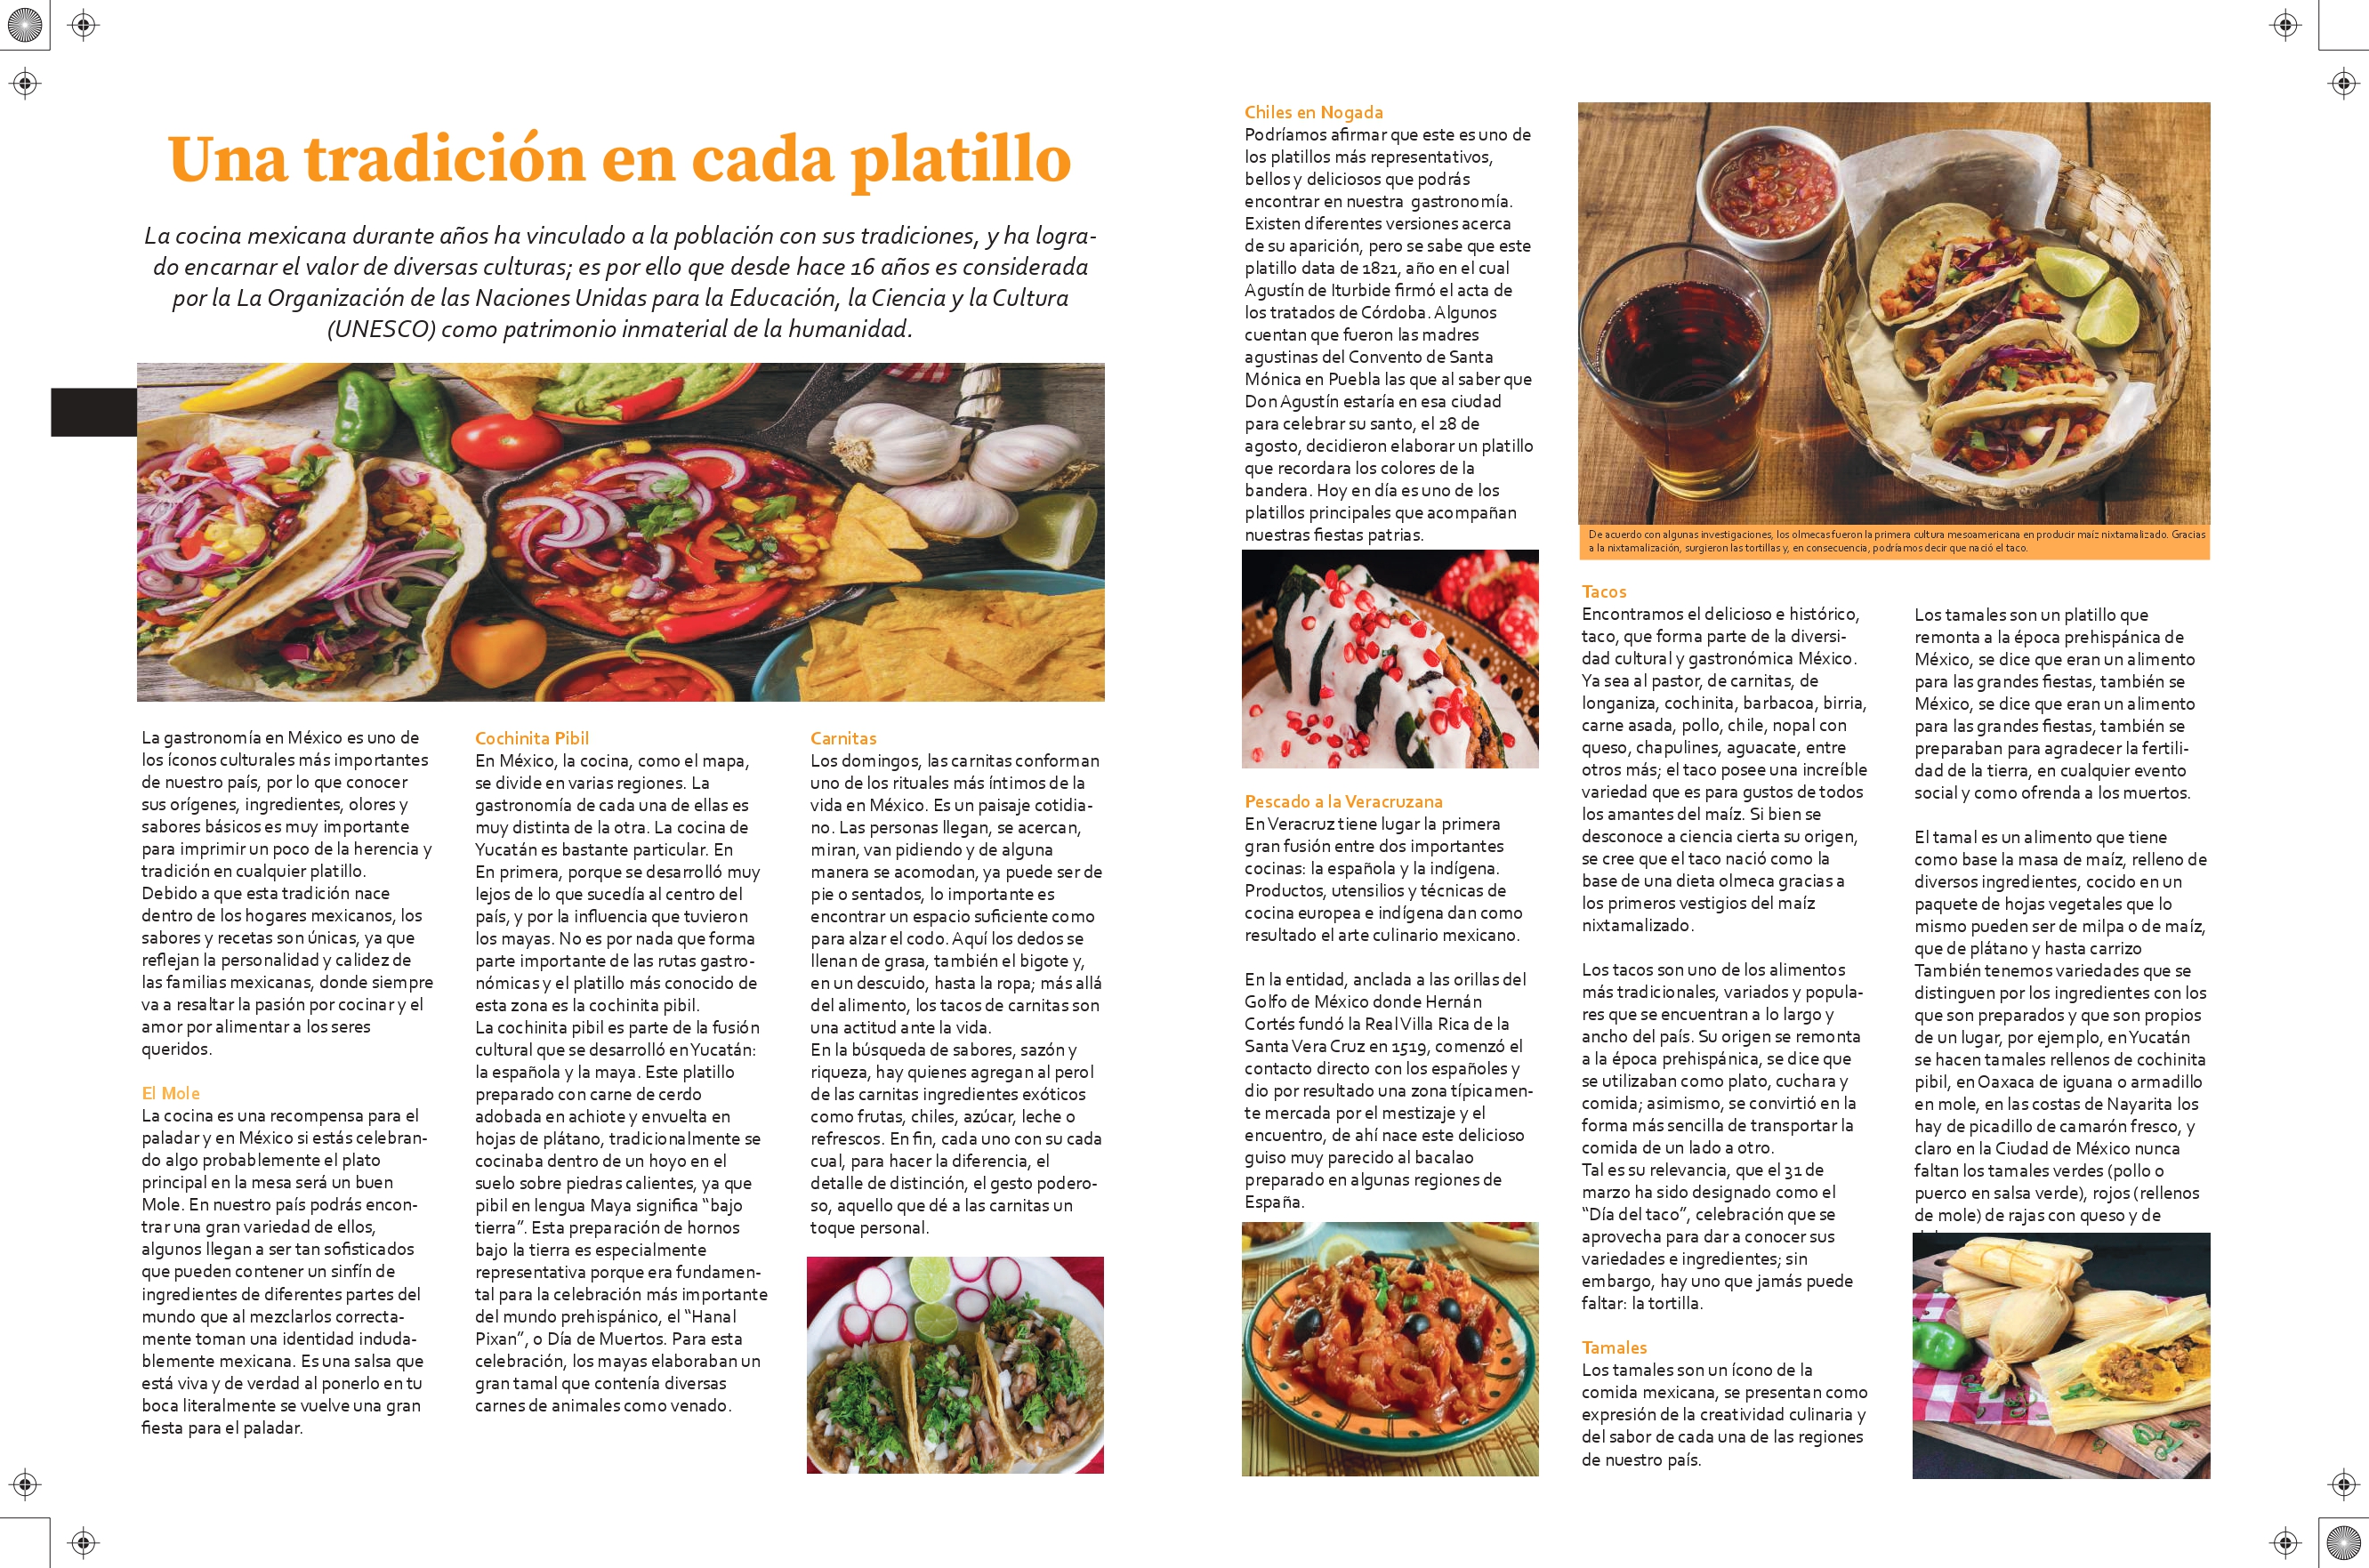 Una tradición en cada platillo
La cocina mexicana durante años ha vinculado a la población con sus tradiciones, y ha logra-
do encarnar el valor de diversas culturas; es por ello que desde hace 16 años es considerada
por la La Organización de las Naciones Unidas para la Educación, la Ciencia y la Cultura
(UNESCO) como patrimonio inmaterial de la humanidad.
La gastronomía en México es uno de
los íconos culturales más importantes
de nuestro país, por lo que conocer
sus orígenes, ingredientes, olores y
sabores básicos es muy importante
para imprimir un poco de la herencia y
tradición en cualquier platillo.
Debido a que esta tradición nace
dentro de los hogares mexicanos, los
sabores y recetas son únicas, ya que
reflejan la personalidad y calidez de
las familias mexicanas, donde siempre
va a resaltar la pasión por cocinar y el
amor por alimentar a los seres
queridos.
El Mole
La cocina es una recompensa para el
paladar y en México si estás celebran-
do algo probablemente el plato
principal en la mesa será un buen
Mole. En nuestro país podrás encon-
trar una gran variedad de ellos,
algunos llegan a ser tan sofisticados
que pueden contener un sinfín de
ingredientes de diferentes partes del
mundo que al mezclarlos correcta-
mente toman una identidad induda-
blemente mexicana. Es una salsa que
está viva y de verdad al ponerlo en tu
boca literalmente se vuelve una gran
fiesta para el paladar.
Cochinita Pibil
En México, la cocina, como el mapa,
se divide en varias regiones. La
gastronomía de cada una de ellas es
muy distinta de la otra. La cocina de
Yucatán es bastante particular. En
En primera, porque se desarrolló muy
lejos de lo que sucedía al centro del
país, y por la influencia que tuvieron
los mayas. No es por nada que forma
parte importante de las rutas gastro-
nómicas y el platillo más conocido de
esta zona es la cochinita pibil.
La cochinita pibil es parte de la fusión
cultural que se desarrolló en Yucatán:
la española y la maya. Este platillo
preparado con carne de cerdo
adobada en achiote y envuelta en
hojas de plátano, tradicionalmente se
cocinaba dentro de un hoyo en el
suelo sobre piedras calientes, ya que
pibil en lengua Maya significa “bajo
tierra”. Esta preparación de hornos
bajo la tierra es especialmente
representativa porque era fundamen-
tal para la celebración más importante
del mundo prehispánico, el “Hanal
Pixan”, o Día de Muertos. Para esta
celebración, los mayas elaboraban un
gran tamal que contenía diversas
carnes de animales como venado.
Carnitas
Los domingos, las carnitas conforman
uno de los rituales más íntimos de la
vida en México. Es un paisaje cotidia-
no. Las personas llegan, se acercan,
miran, van pidiendo y de alguna
manera se acomodan, ya puede ser de
pie o sentados, lo importante es
encontrar un espacio suficiente como
para alzar el codo. Aquí los dedos se
llenan de grasa, también el bigote y,
en un descuido, hasta la ropa; más allá
del alimento, los tacos de carnitas son
una actitud ante la vida.
En la búsqueda de sabores, sazón y
riqueza, hay quienes agregan al perol
de las carnitas ingredientes exóticos
como frutas, chiles, azúcar, leche o
refrescos. En fin, cada uno con su cada
cual, para hacer la diferencia, el
detalle de distinción, el gesto podero-
so, aquello que dé a las carnitas un
toque personal.
Chiles en Nogada
Podríamos afirmar que este es uno de
los platillos más representativos,
bellos y deliciosos que podrás
encontrar en nuestra gastronomía.
Existen diferentes versiones acerca
de su aparición, pero se sabe que este
platillo data de 1821, año en el cual
Agustín de Iturbide firmó el acta de
los tratados de Córdoba. Algunos
cuentan que fueron las madres
agustinas del Convento de Santa
Mónica en Puebla las que al saber que
Don Agustín estaría en esa ciudad
para celebrar su santo, el 28 de
agosto, decidieron elaborar un platillo
que recordara los colores de la
bandera. Hoy en día es uno de los
platillos principales que acompañan
nuestras fiestas patrias.
Pescado a la Veracruzana
En Veracruz tiene lugar la primera
gran fusión entre dos importantes
cocinas: la española y la indígena.
Productos, utensilios y técnicas de
cocina europea e indígena dan como
resultado el arte culinario mexicano.
En la entidad, anclada a las orillas del
Golfo de México donde Hernán
Cortés fundó la Real Villa Rica de la
Santa Vera Cruz en 1519, comenzó el
contacto directo con los españoles y
dio por resultado una zona típicamen-
te mercada por el mestizaje y el
encuentro, de ahí nace este delicioso
guiso muy parecido al bacalao
preparado en algunas regiones de
España.
De acuerdo con algunas investigaciones, los olmecas fueron la primera cultura mesoamericana en producir maíz nixtamalizado. Gracias
a la nixtamalización, surgieron las tortillas y, en consecuencia, podríamos decir que nació el taco.
Tacos
Encontramos el delicioso e histórico,
taco, que forma parte de la diversi-
dad cultural y gastronómica México.
Ya sea al pastor, de carnitas, de
longaniza, cochinita, barbacoa, birria,
carne asada, pollo, chile, nopal con
queso, chapulines, aguacate, entre
otros más; el taco posee una increíble
variedad que es para gustos de todos
los amantes del maíz. Si bien se
desconoce a ciencia cierta su origen,
se cree que el taco nació como la
base de una dieta olmeca gracias a
los primeros vestigios del maíz
nixtamalizado.
Los tacos son uno de los alimentos
más tradicionales, variados y popula-
res que se encuentran a lo largo y
ancho del país. Su origen se remonta
a la época prehispánica, se dice que
se utilizaban como plato, cuchara y
comida; asimismo, se convirtió en la
forma más sencilla de transportar la
comida de un lado a otro.
Tal es su relevancia, que el 31 de
marzo ha sido designado como el
“Día del taco”, celebración que se
aprovecha para dar a conocer sus
variedades e ingredientes; sin
embargo, hay uno que jamás puede
faltar: la tortilla.
Tamales
Los tamales son un ícono de la
comida mexicana, se presentan como
expresión de la creatividad culinaria y
del sabor de cada una de las regiones
de nuestro país.
Los tamales son un platillo que
remonta a la época prehispánica de
México, se dice que eran un alimento
para las grandes fiestas, también se
México, se dice que eran un alimento
para las grandes fiestas, también se
preparaban para agradecer la fertili-
dad de la tierra, en cualquier evento
social y como ofrenda a los muertos.
El tamal es un alimento que tiene
como base la masa de maíz, relleno de
diversos ingredientes, cocido en un
paquete de hojas vegetales que lo
mismo pueden ser de milpa o de maíz,
que de plátano y hasta carrizo
También tenemos variedades que se
distinguen por los ingredientes con los
que son preparados y que son propios
de un lugar, por ejemplo, en Yucatán
se hacen tamales rellenos de cochinita
pibil, en Oaxaca de iguana o armadillo
en mole, en las costas de Nayarita los
hay de picadillo de camarón fresco, y
claro en la Ciudad de México nunca
faltan los tamales verdes (pollo o
puerco en salsa verde), rojos (rellenos
de mole) de rajas con queso y de